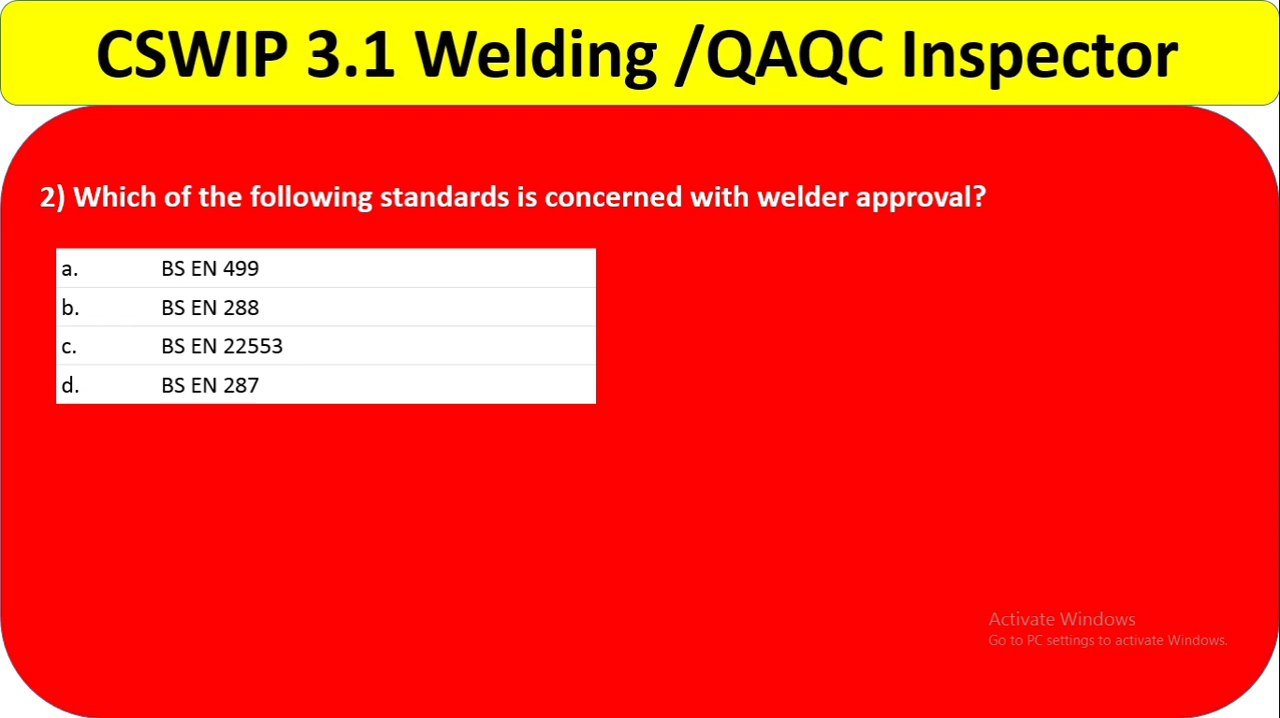 CSWIP 3.1 Welding /QAQC Inspector
2) Which of the following standards is concerned with welder approval?
a. BS EN 499
b. BS EN 288
c. BS EN 22553
d. BS EN 287
Activate Windows
Go to PC settings to activate Windows.